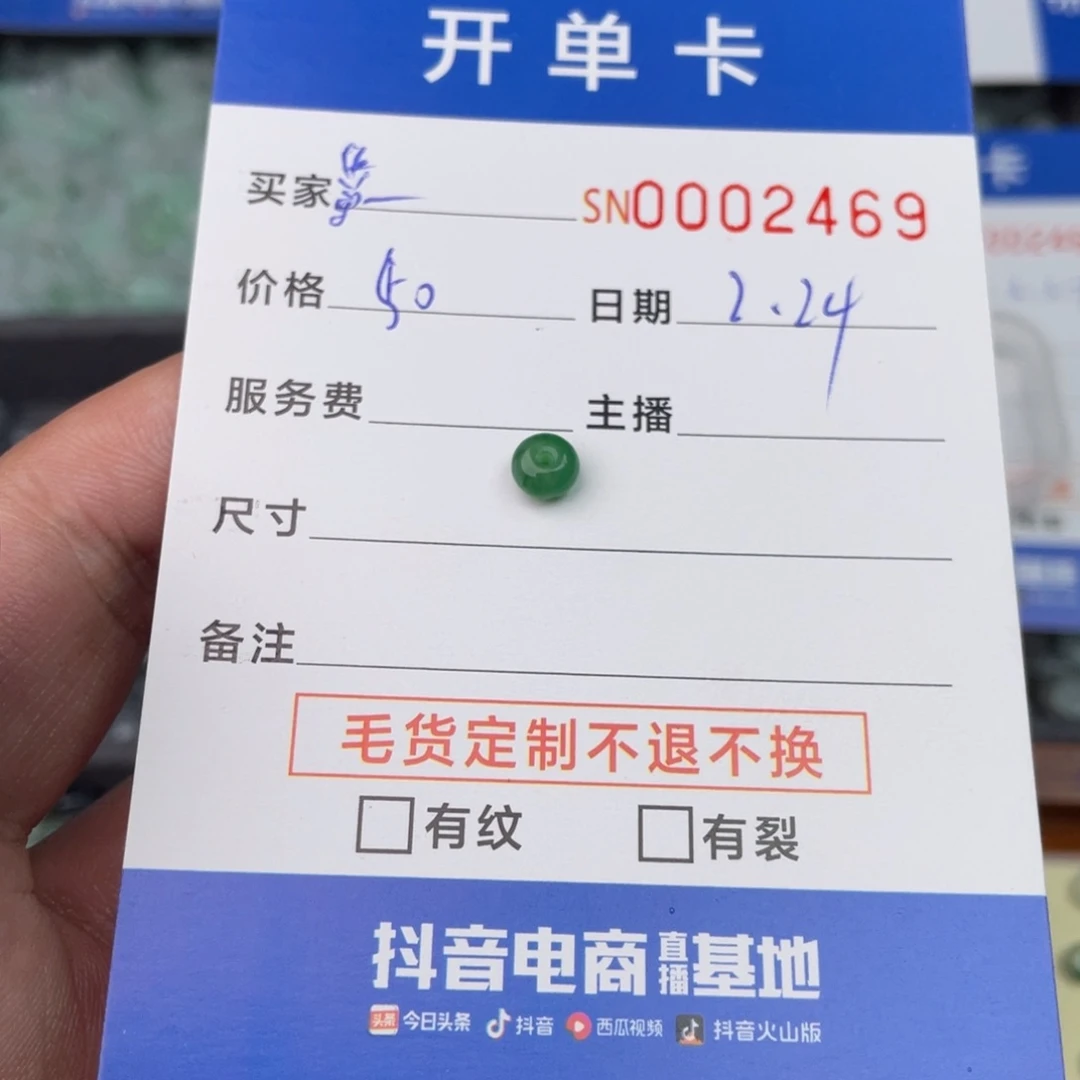 开单卡
买家 SN0002469
价格 50 日期 2.24
服务费 主播
尺寸
备注
毛货定制不退不换
有纹 有裂
抖音电商直播基地
头条 今日头条 抖音 西瓜视频 抖音火山版
卡